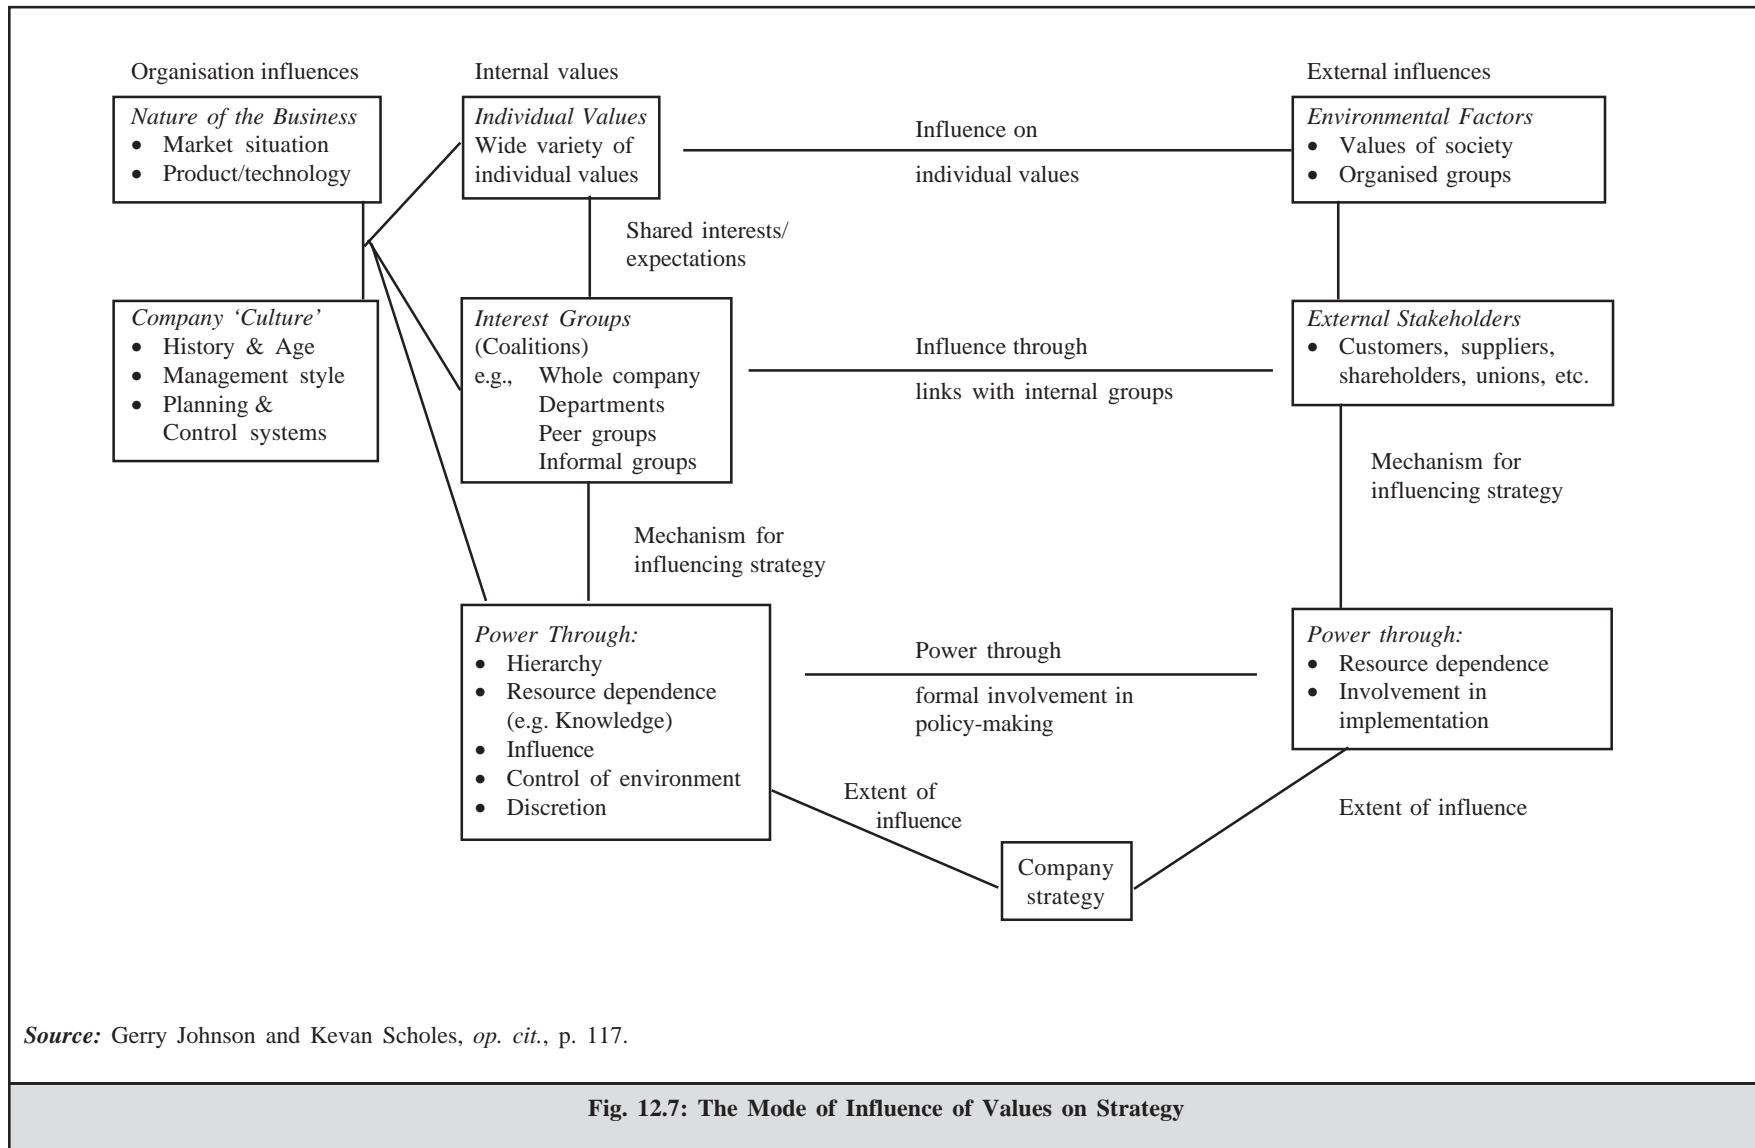 Organisation influences
Nature of the Business
• Market situation
• Product/technology
Company ‘Culture’
• History & Age
• Management style
• Planning &
Control systems
Internal values
Individual Values
Wide variety of
individual values
Shared interests/
expectations
Interest Groups
(Coalitions)
e.g., Whole company
Departments
Peer groups
Informal groups
Mechanism for
influencing strategy
Power Through:
• Hierarchy
• Resource dependence
(e.g. Knowledge)
• Influence
• Control of environment
• Discretion
Influence on
individual values
Influence through
links with internal groups
Power through
formal involvement in
policy-making
Extent of
influence
Company
strategy
External influences
Environmental Factors
• Values of society
• Organised groups
External Stakeholders
• Customers, suppliers,
shareholders, unions, etc.
Mechanism for
influencing strategy
Power through:
• Resource dependence
• Involvement in
implementation
Extent of influence
Source: Gerry Johnson and Kevan Scholes, op. cit., p. 117.
Fig. 12.7: The Mode of Influence of Values on Strategy